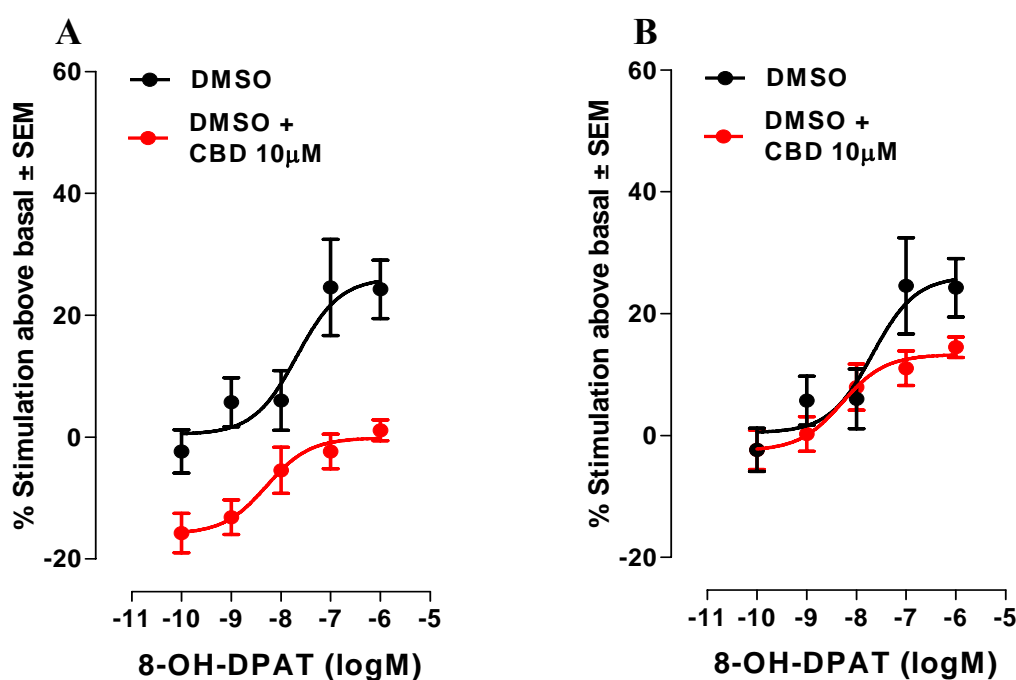 A
% Stimulation above basal ± SEM
60
40
20
0
-20
DMSO
DMSO +
CBD 10μM
-11 -10 -9 -8 -7 -6 -5
8-OH-DPAT (logM)
B
% Stimulation above basal ± SEM
60
40
20
0
-20
DMSO
DMSO +
CBD 10μM
-11 -10 -9 -8 -7 -6 -5
8-OH-DPAT (logM)